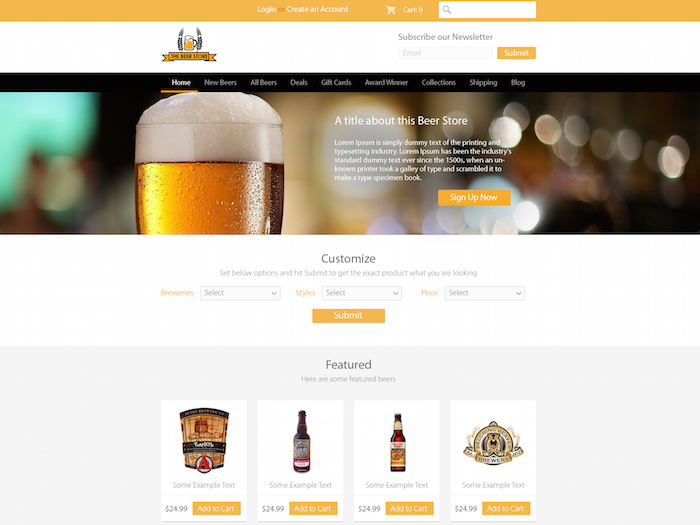 Login or Create an Account
Cart: 0
Subscribe our Newsletter
Email
Submit
THE BEER STORE
Home New Beers All Beers Deals Gift Cards Award Winner Collections Shipping Blog
A title about this Beer Store
Lorem Ipsum is simply dummy text of the printing and
typesetting industry. Lorem Ipsum has been the industry's
standard dummy text ever since the 1500s, when an un-
known printer took a galley of type and scrambled it to
make a type specimen book.
Sign Up Now
Customize
Set below options and hit Submit to get the exact product what you are looking
Breweries Select Styles Select Price Select
Submit
Featured
Here are some featured beers
BREWERY
Some Example Text Some Example Text Some Example Text Some Example Text
$24.99 Add to Cart $24.99 Add to Cart $24.99 Add to Cart $24.99 Add to Cart